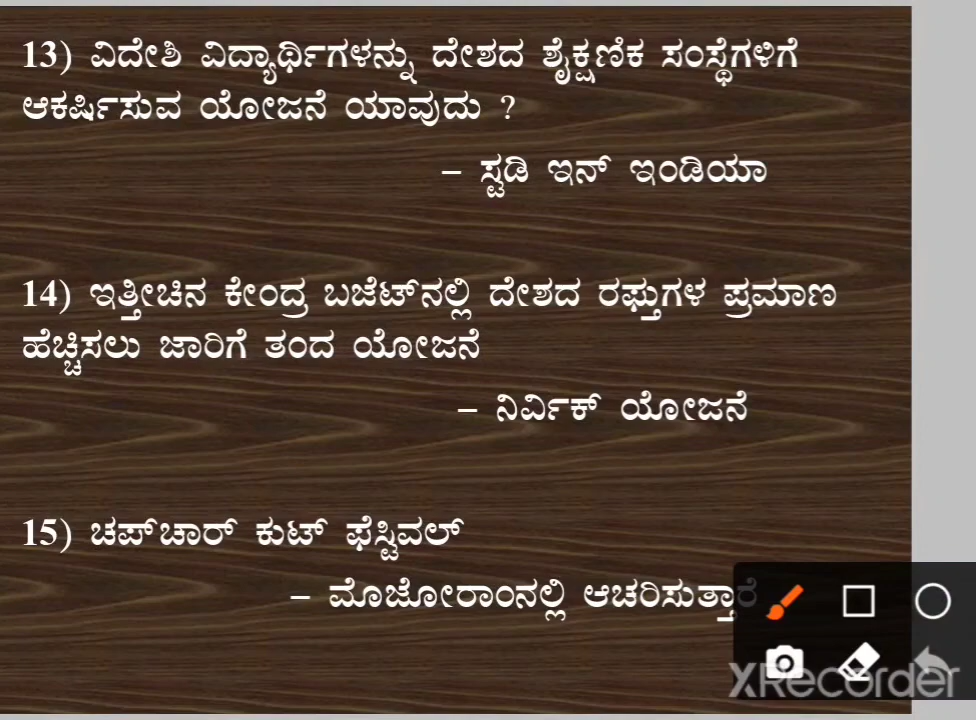 13) ವಿದೇಶಿ ವಿದ್ಯಾರ್ಥಿಗಳನ್ನು ದೇಶದ ಶೈಕ್ಷಣಿಕ ಸಂಸ್ಥೆಗಳಿಗೆ
ಆಕರ್ಷಿಸುವ ಯೋಜನೆ ಯಾವುದು ?
– ಸ್ಟಡಿ ಇನ್ ಇಂಡಿಯಾ
14) ಇತ್ತೀಚಿನ ಕೇಂದ್ರ ಬಜೆಟ್‌ನಲ್ಲಿ ದೇಶದ ರಫ್ತುಗಳ ಪ್ರಮಾಣ
ಹೆಚ್ಚಿಸಲು ಜಾರಿಗೆ ತಂದ ಯೋಜನೆ
– ನಿರ್ವಿಕ್ ಯೋಜನೆ
15) ಚಪ್‌ಚಾರ್ ಕುಟ್ ಫೆಸ್ಟಿವಲ್
– ಮೊಜೋರಾಂನಲ್ಲಿ ಆಚರಿಸುತ್ತಾರೆ
XRecorder